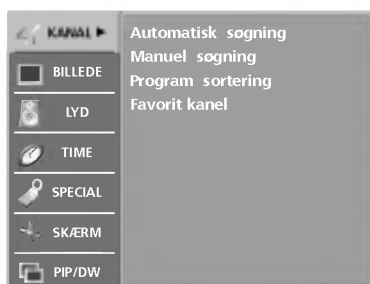 KANAL
BILLEDE
LYD
TIME
SPECIAL
SKÆRM
PIP/DW
Automatisk søgning
Manuel søgning
Program sortering
Favorit kanel